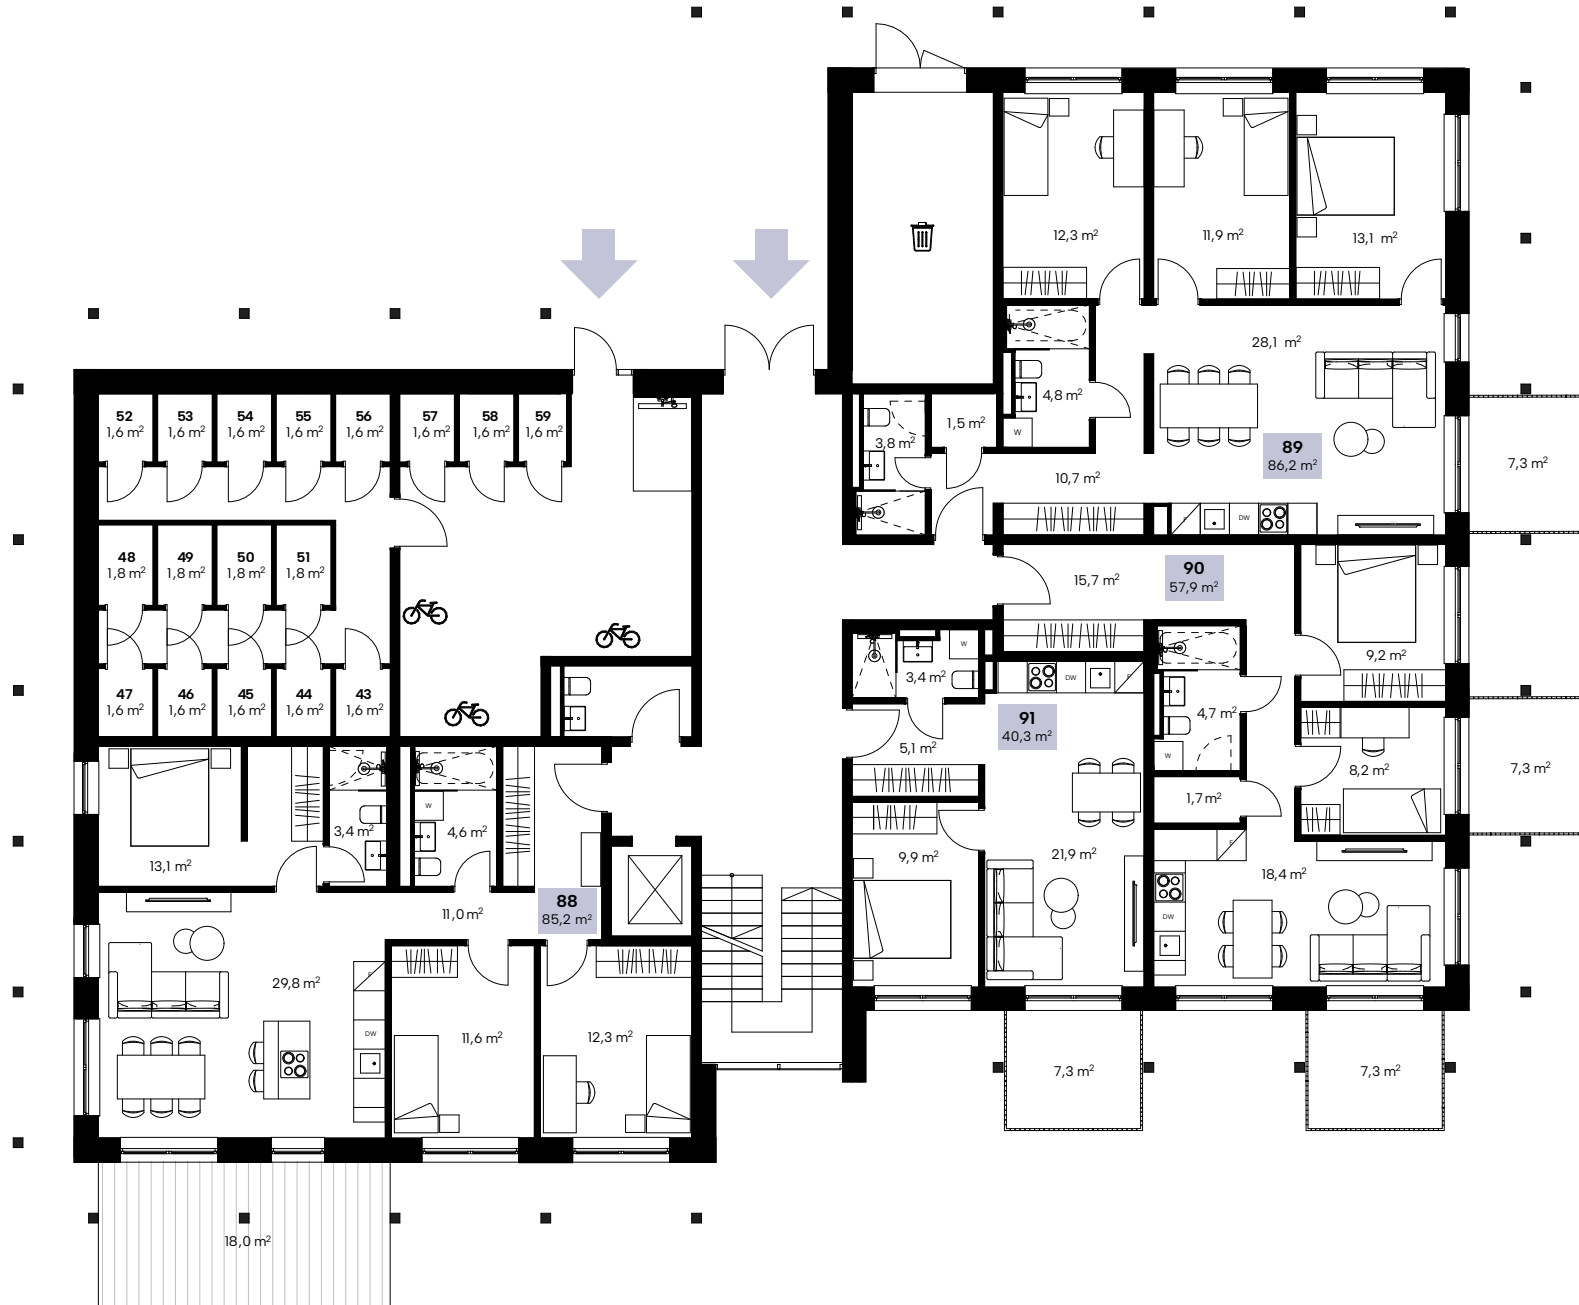 12,3 m²
11,9 m²
13,1 m²
28,1 m²
52
1,6 m²
53
1,6 m²
54
1,6 m²
55
1,6 m²
56
1,6 m²
57
1,6 m²
58
1,6 m²
59
1,6 m²
4,8 m²
W
1,5 m²
3,8 m²
10,7 m²
89
86,2 m²
7,3 m²
F
DW
48
1,8 m²
49
1,8 m²
50
1,8 m²
51
1,8 m²
15,7 m²
90
57,9 m²
9,2 m²
47
1,6 m²
46
1,6 m²
45
1,6 m²
44
1,6 m²
43
1,6 m²
W
3,4 m²
DW
F
91
40,3 m²
5,1 m²
4,7 m²
W
1,7 m²
8,2 m²
7,3 m²
13,1 m²
3,4 m²
W
4,6 m²
88
85,2 m²
11,0 m²
9,9 m²
21,9 m²
F
18,4 m²
DW
29,8 m²
F
DW
11,6 m²
12,3 m²
7,3 m²
7,3 m²
18,0 m²